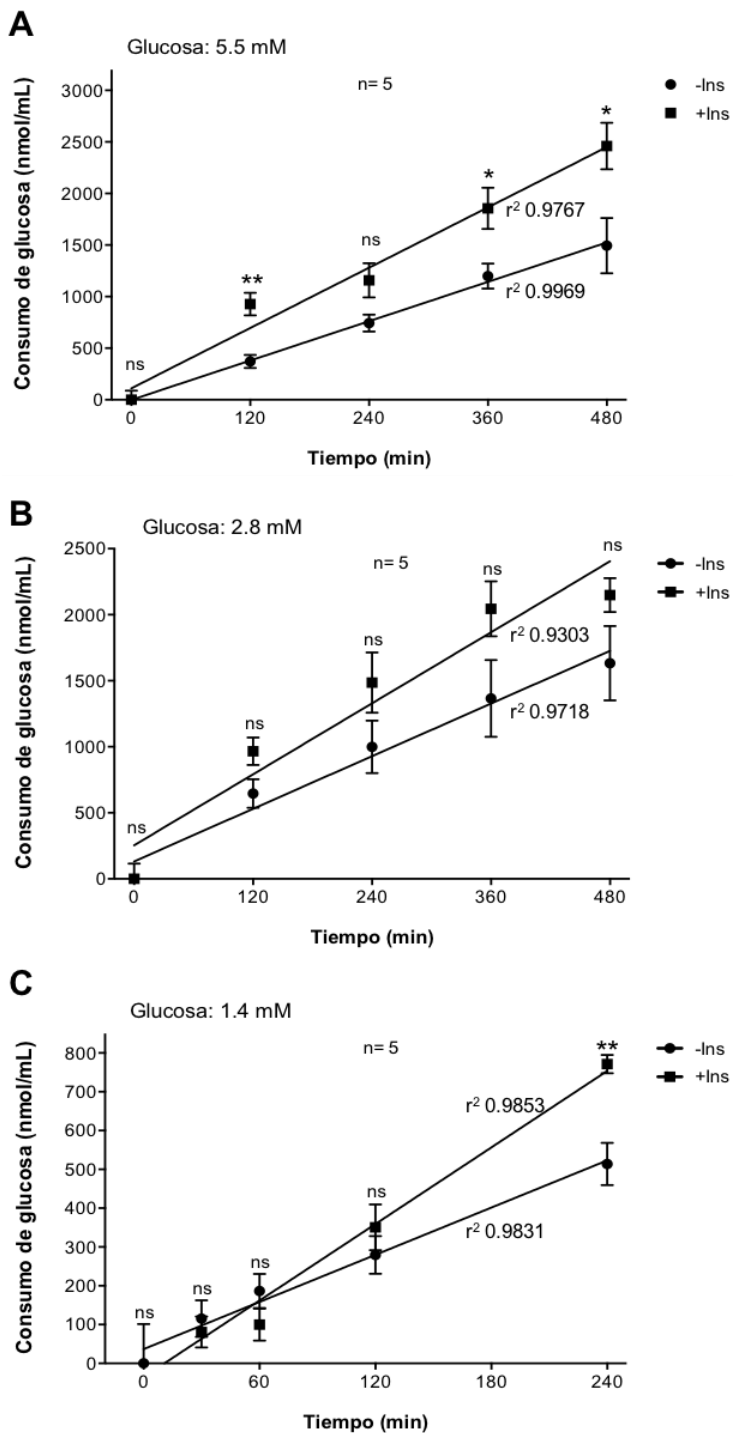 A
Glucosa: 5.5 mM
n= 5
-Ins
+Ins
Consumo de glucosa (nmol/mL)
3000
2500
2000
1500
1000
500
0
ns
**
ns
*
*
r² 0.9767
r² 0.9969
0 120 240 360 480
Tiempo (min)
B
Glucosa: 2.8 mM
n= 5
-Ins
+Ins
Consumo de glucosa (nmol/mL)
2500
2000
1500
1000
500
0
ns
ns
ns
ns
ns
r² 0.9303
r² 0.9718
0 120 240 360 480
Tiempo (min)
C
Glucosa: 1.4 mM
n= 5
-Ins
+Ins
Consumo de glucosa (nmol/mL)
800
700
600
500
400
300
200
100
0
ns
ns
ns
ns
**
r² 0.9853
r² 0.9831
0 60 120 180 240
Tiempo (min)